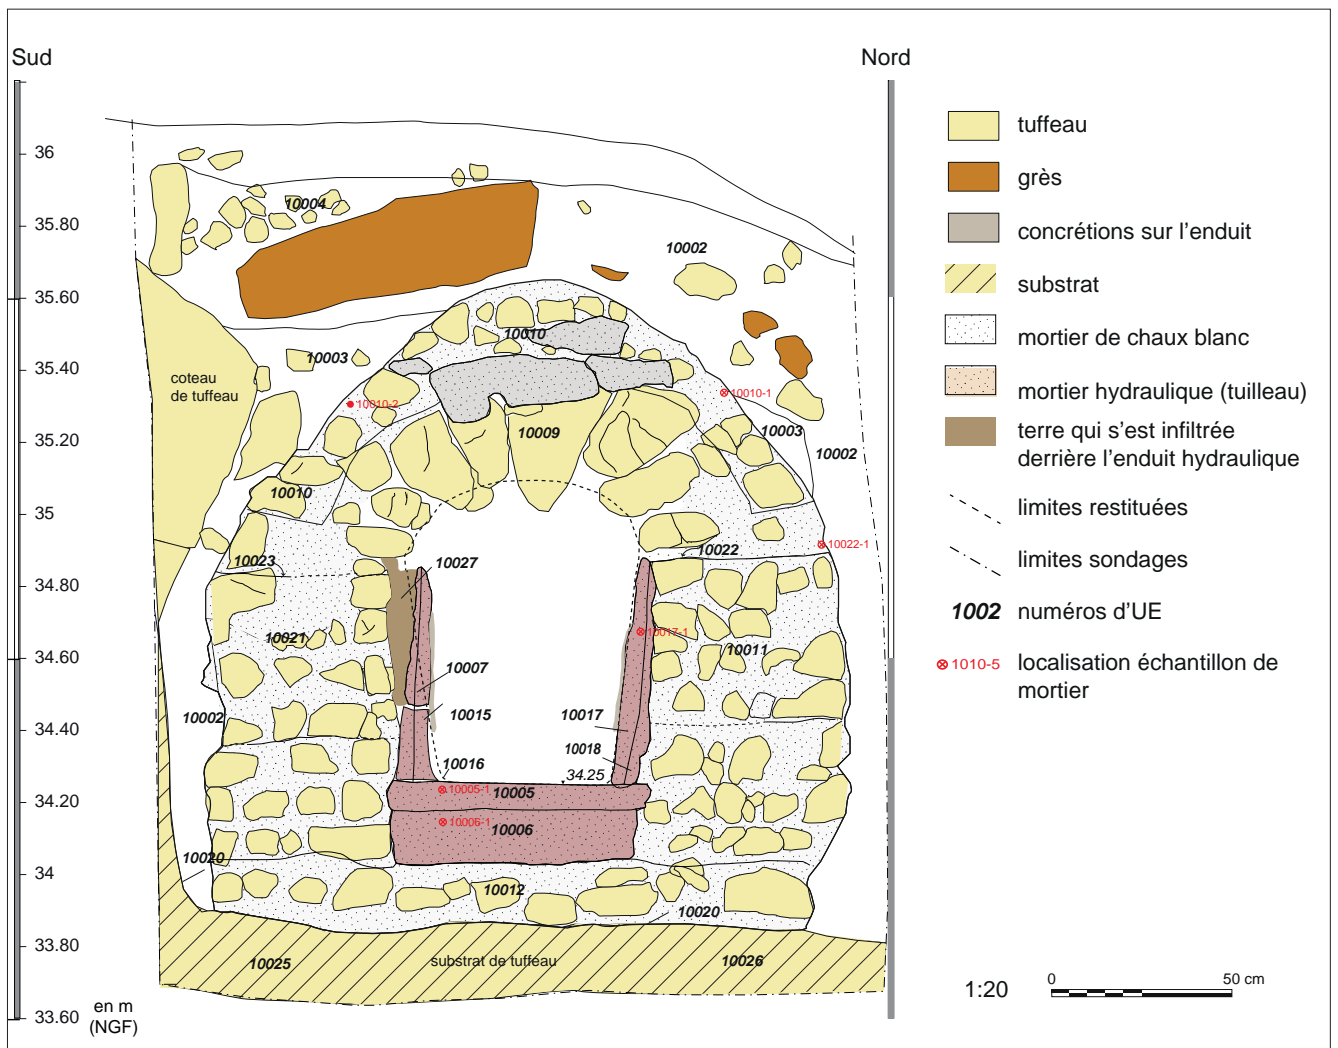 Sud
Nord
36
35.80
35.60
35.40
35.20
35
34.80
34.60
34.40
34.20
34
33.80
33.60
en m
(NGF)
10004
10002
10010
10003
coteau
de tuffeau
10010-2
10010-1
10009
10003
10002
10010
10022-1
10023
10027
10022
10021
10017-1
10011
10007
10002
10015
10017
10016
10018
34.25
10005-1
10005
10006-1
10006
10020
10012
10020
10025
substrat de tuffeau
10026
tuffeau
grès
concrétions sur l'enduit
substrat
mortier de chaux blanc
mortier hydraulique (tuilleau)
terre qui s'est infiltrée
derrière l'enduit hydraulique
limites restituées
limites sondages
1002 numéros d'UE
1010-5 localisation échantillon de
mortier
1:20
0 50 cm